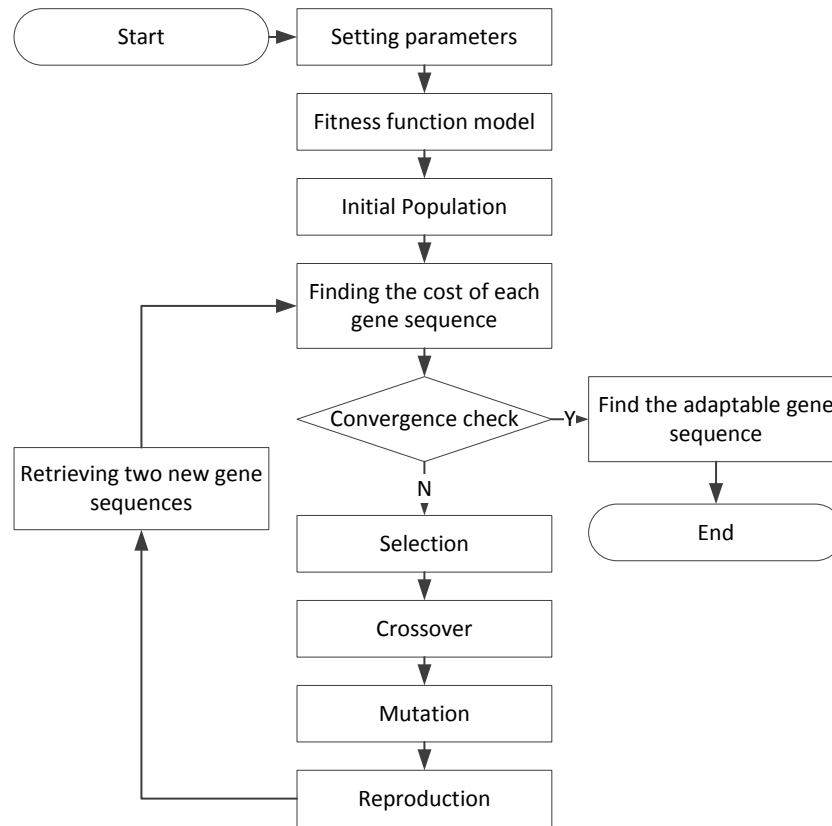 Start
Setting parameters
Fitness function model
Initial Population
Finding the cost of each
gene sequence
Convergence check
Y
Find the adaptable gene
sequence
End
N
Retrieving two new gene
sequences
Selection
Crossover
Mutation
Reproduction